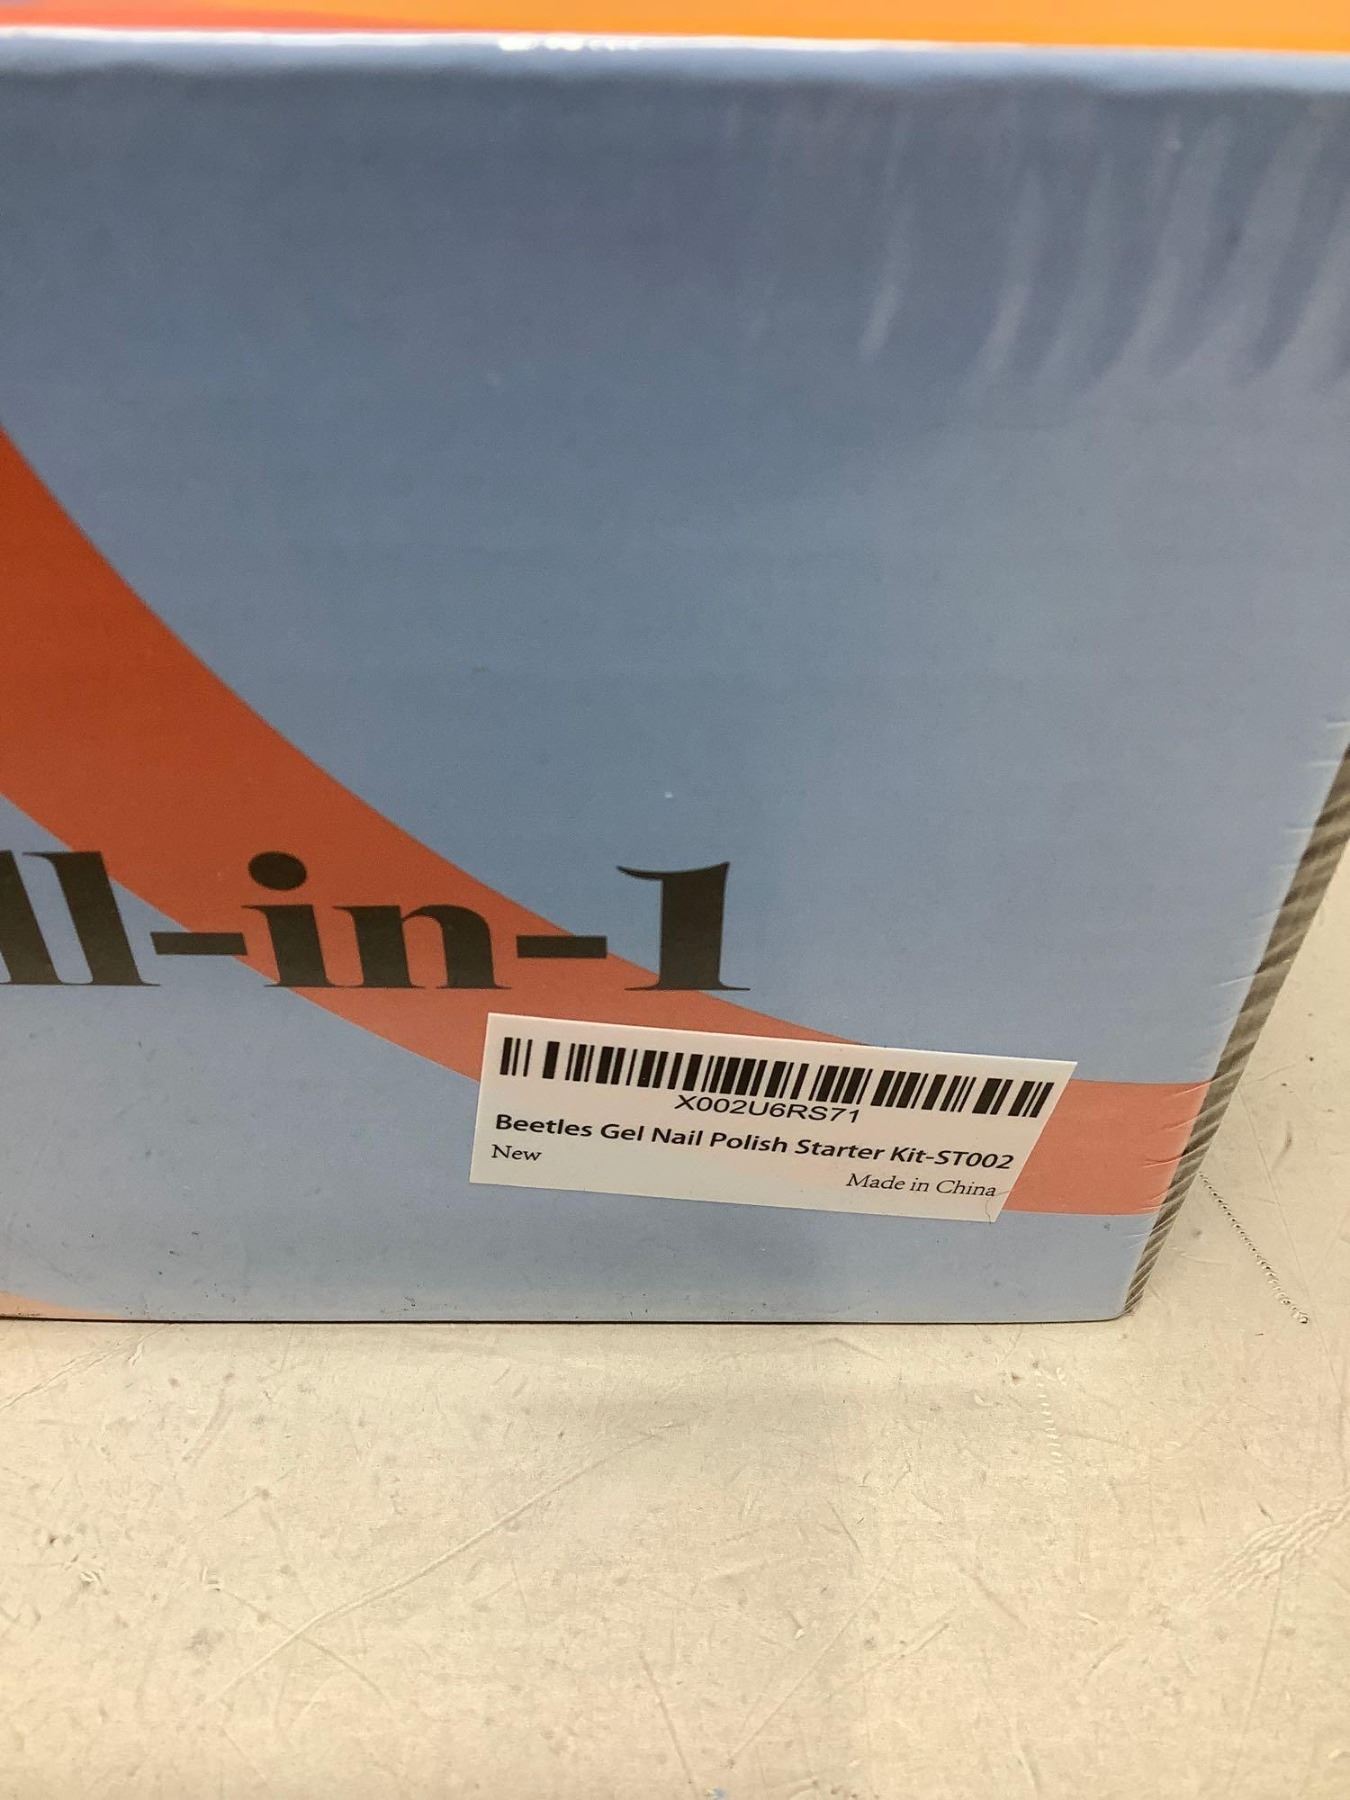 ll-in-1
X002U6RS71
Beetles Gel Nail Polish Starter Kit-ST002
New
Made in China